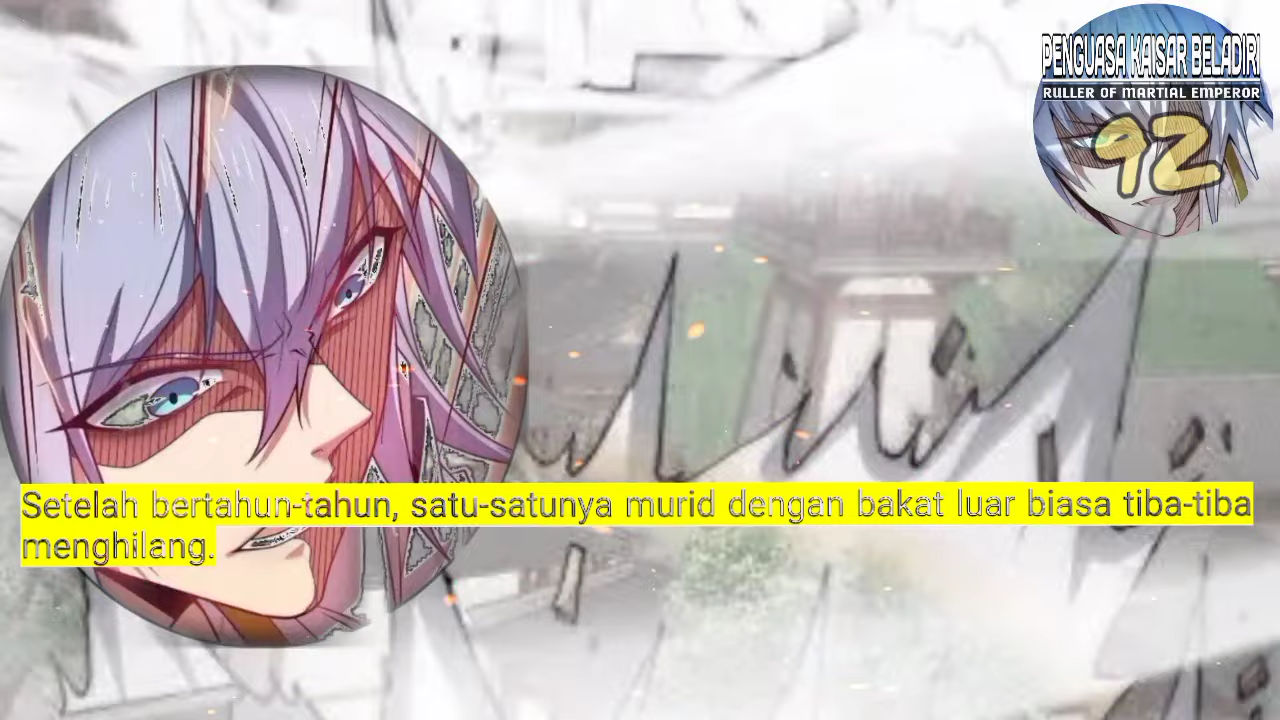 PENGUASA KAISAR BELADIRI
RULLER OF MARTIAL EMPEROR
92
Setelah bertahun-tahun, satu-satunya murid dengan bakat luar biasa tiba-tiba
menghilang.